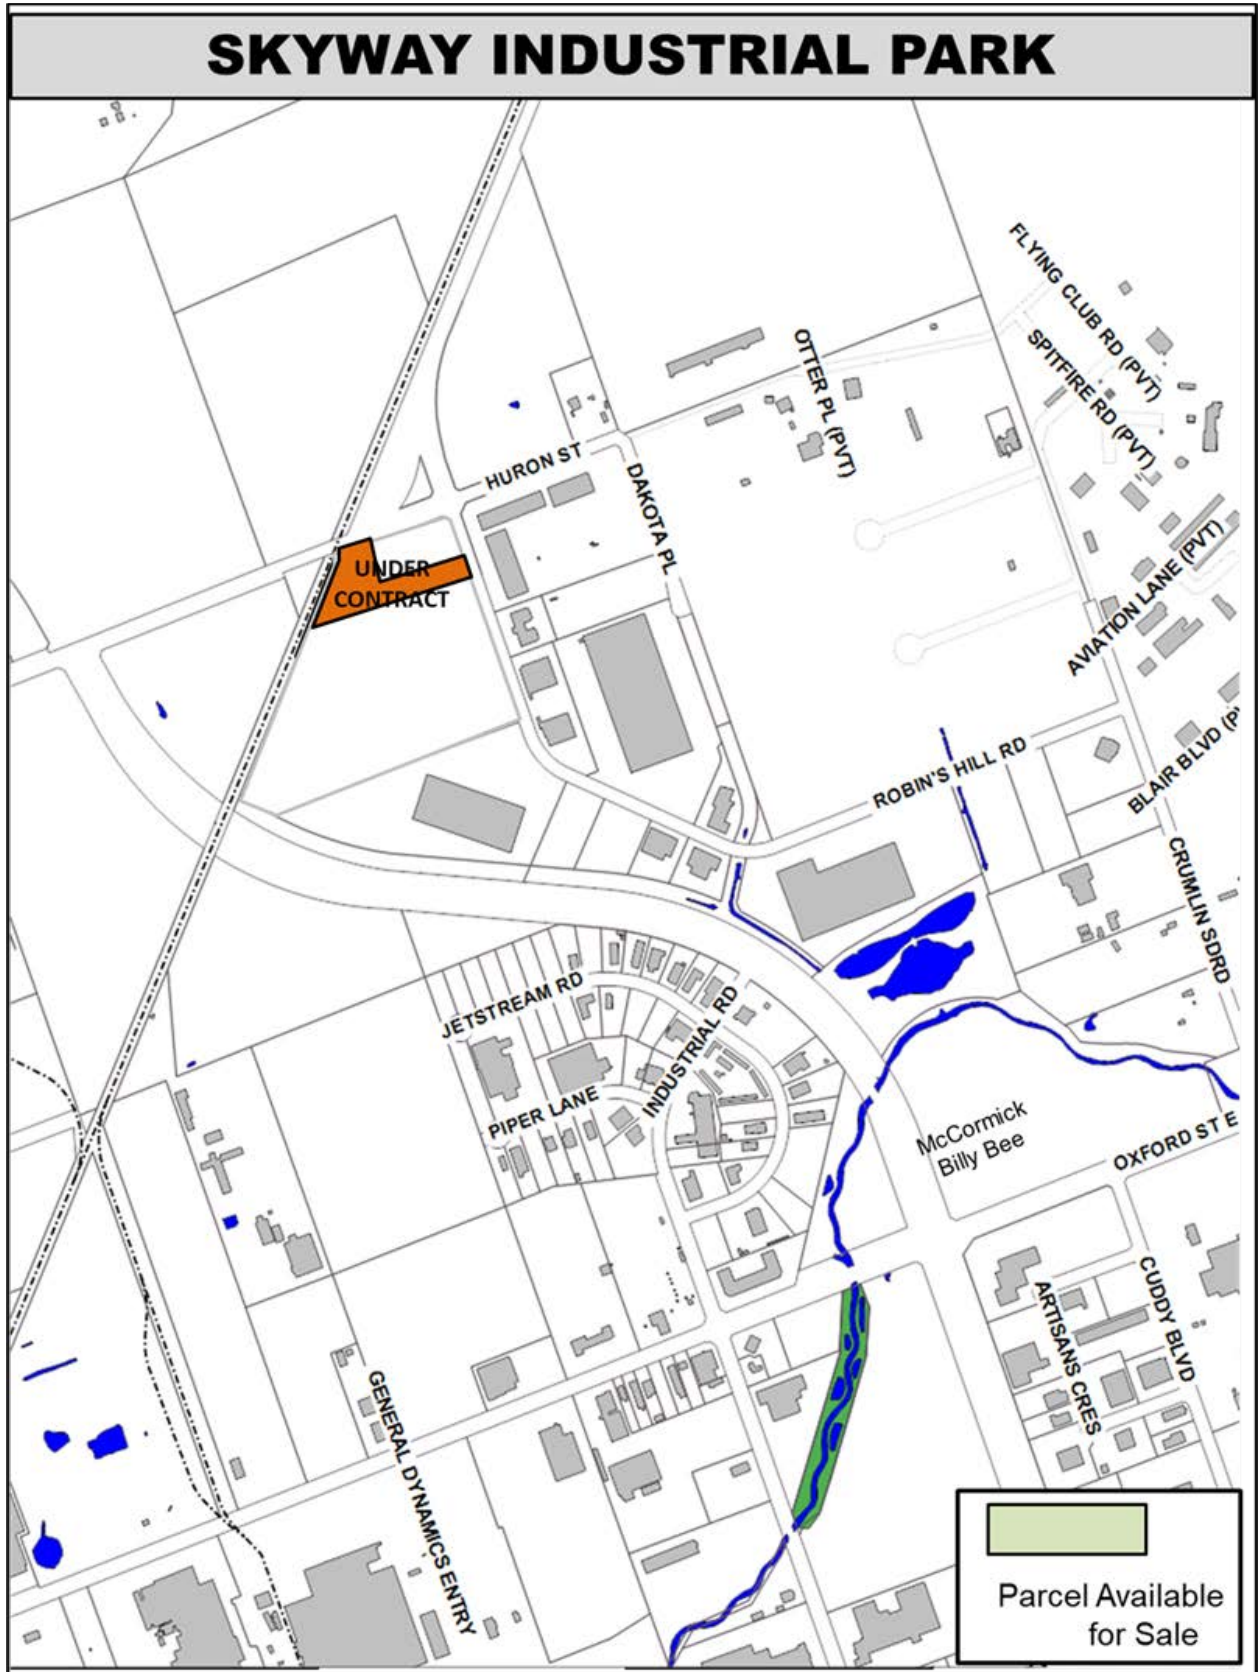 SKYWAY INDUSTRIAL PARK
FLYING CLUB RD (PVT)
SPITFIRE RD (PVT)
OTTER PL (PVT)
HURON ST
DAKOTA PL
UNDER
CONTRACT
AVIATION LANE (PVT)
BLAIR BLVD (P
ROBIN'S HILL RD
CRUMLIN SDRD
JETSTREAM RD
INDUSTRIAL RD
PIPER LANE
McCormick
Billy Bee
OXFORD ST E
CUDDY BLVD
ARTISANS CRES
GENERAL DYNAMICS ENTRY
Parcel Available
for Sale